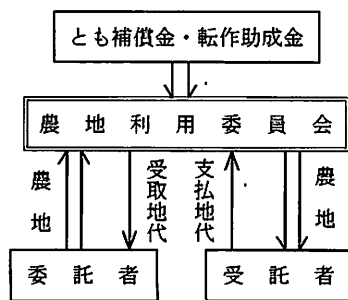 とも補償金・転作助成金
農地利用委員会
農地
受取地代
支払地代
農地
委託者
受託者